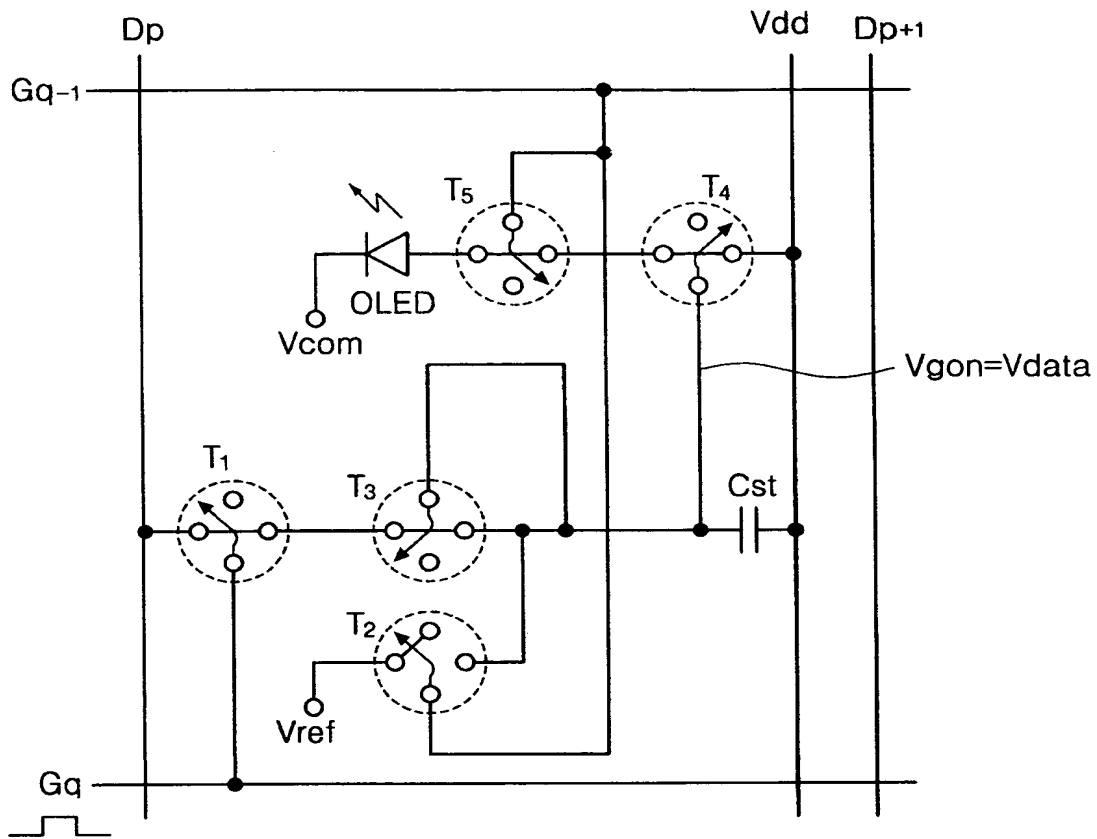 Dp
Vdd
Dp+1
Gq-1
T5
T4
OLED
Vcom
Vgon=Vdata
T1
T3
Cst
T2
Vref
Gq